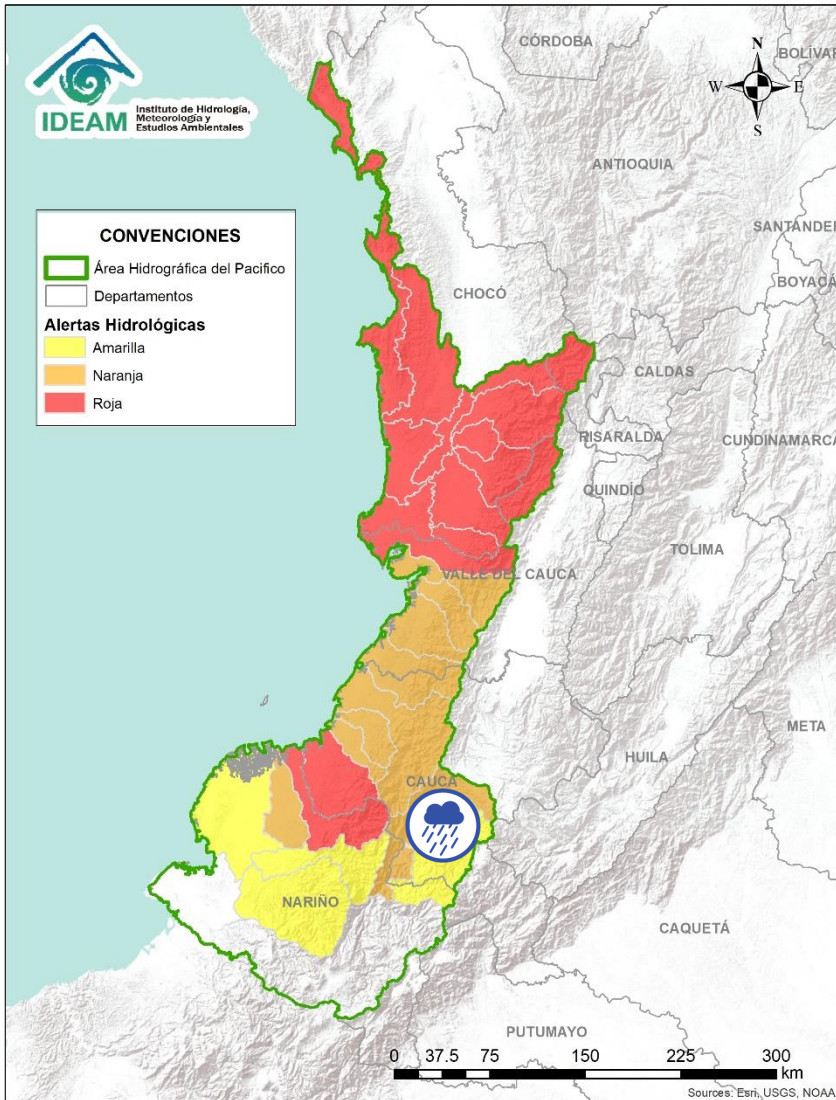 IDEAM
Instituto de Hidrología,
Meteorología y
Estudios Ambientales
CÓRDOBA
BOLÍVAR
N
W
E
S
ANTIOQUIA
SANTANDER
BOYACÁ
CONVENCIONES
Área Hidrográfica del Pacifico
Departamentos
Alertas Hidrológicas
Amarilla
Naranja
Roja
CHOCÓ
CALDAS
RISARALDA
CUNDINAMARCA
QUINDÍO
TOLIMA
VALLE DEL CAUCA
META
HUILA
CAUCA
NARIÑO
CAQUETÁ
PUTUMAYO
0 37.5 75 150 225 300
km
Sources: Esri, USGS, NOAA